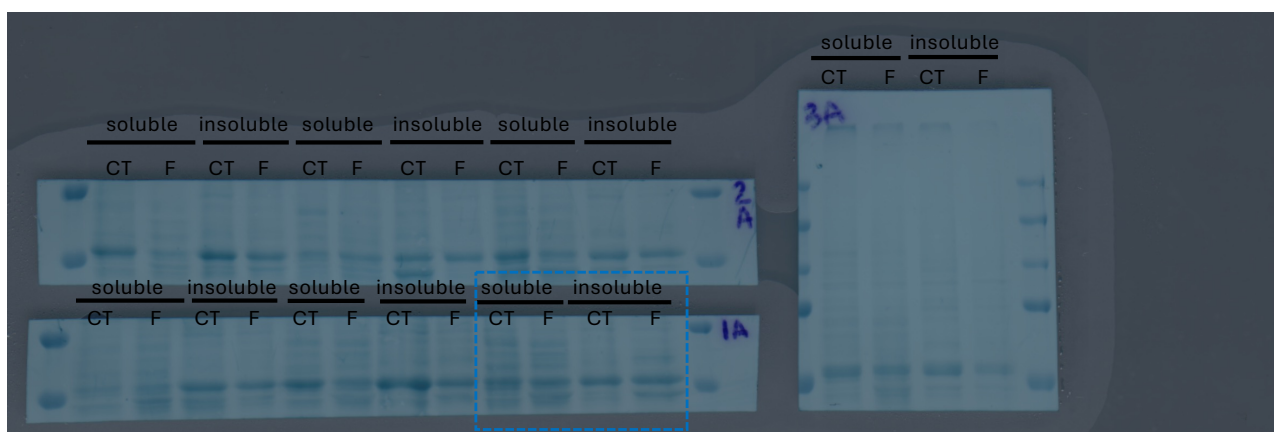 soluble insoluble
CT F CT F
3A
soluble insoluble soluble insoluble soluble insoluble
CT F CT F CT F CT F CT F CT F
2
A
soluble insoluble soluble insoluble soluble insoluble
CT F CT F CT F CT F CT F CT F
1A